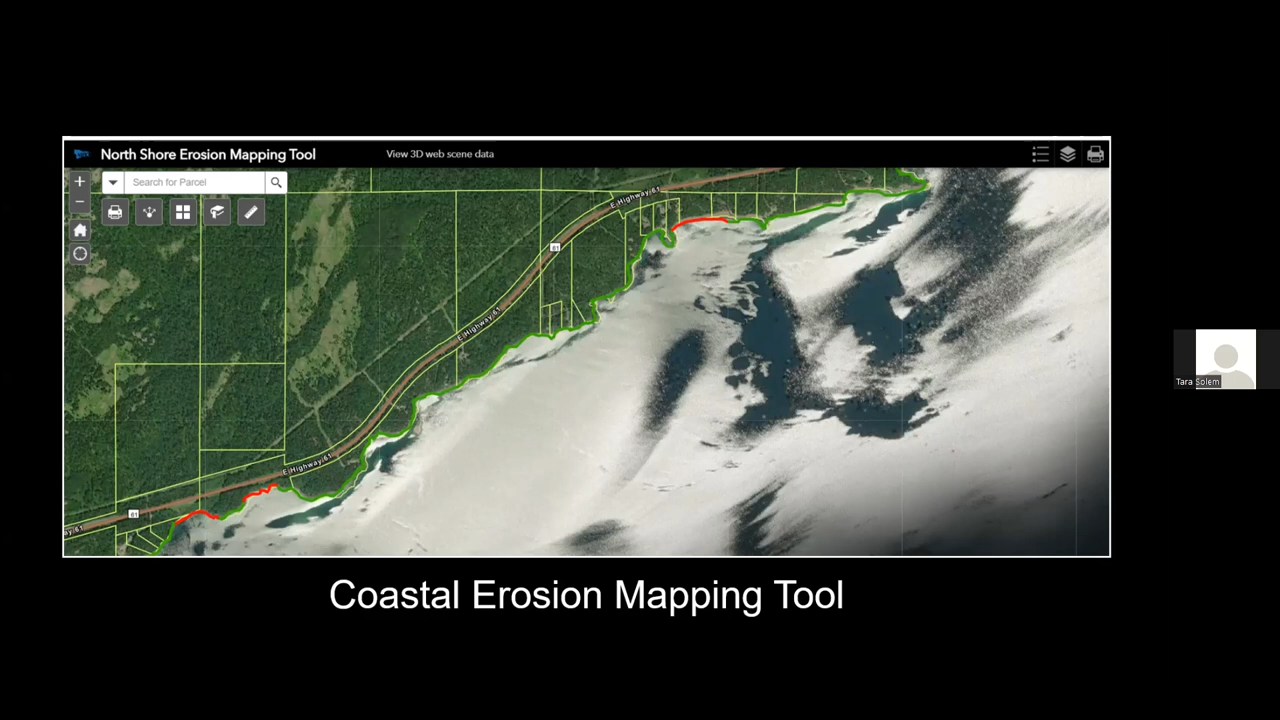 North Shore Erosion Mapping Tool
View 3D web scene data
+
Search for Parcel
−
E Highway 61
61
E Highway 61
E Highway 61
61
ay 61
Tara Solem
Coastal Erosion Mapping Tool